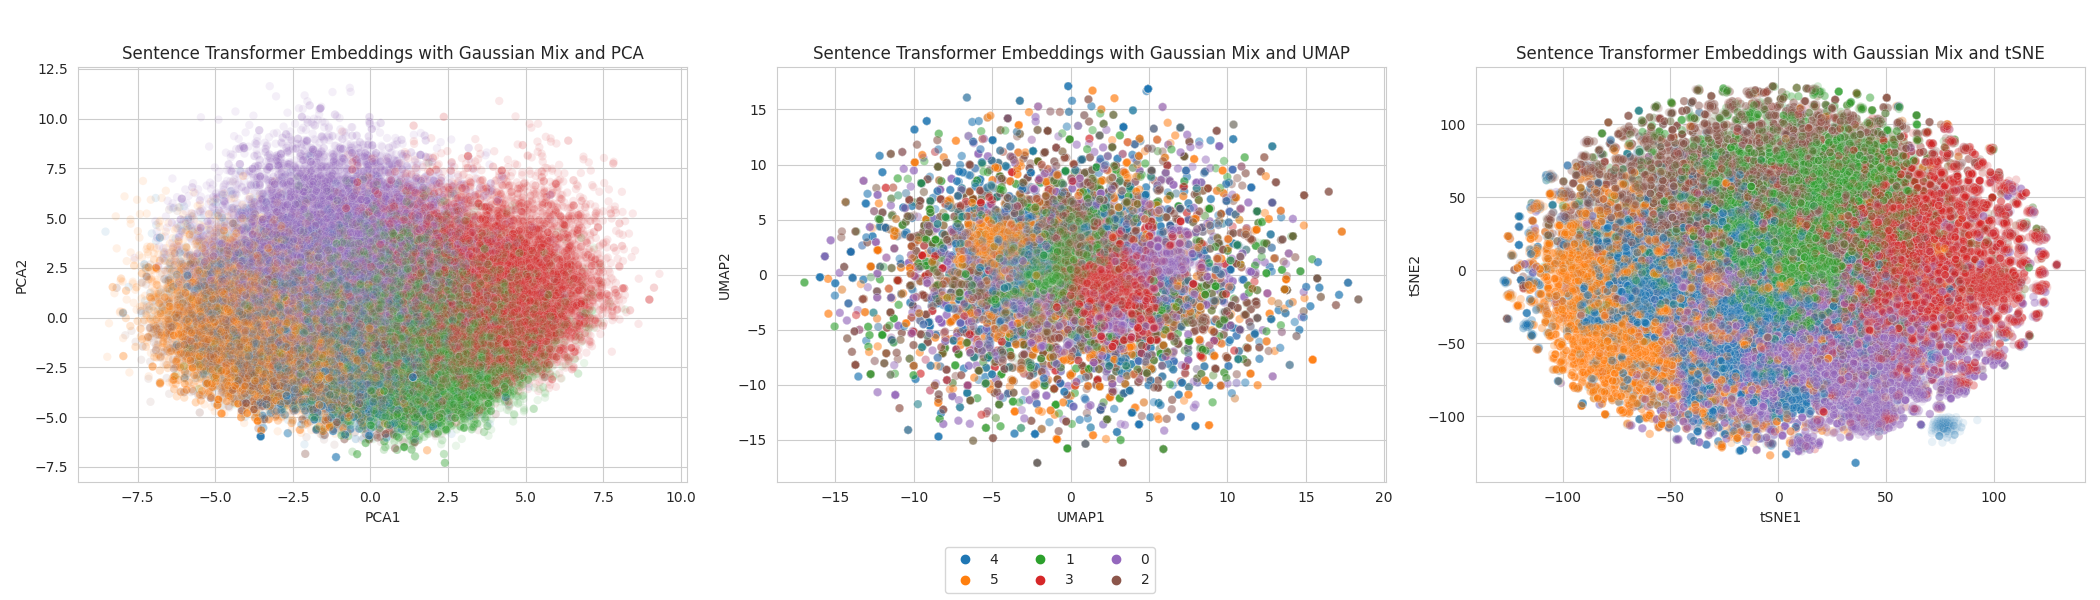 Sentence Transformer Embeddings with Gaussian Mix and PCA
12.5
10.0
7.5
5.0
2.5
0.0
−2.5
−5.0
−7.5
PCA2
−7.5 −5.0 −2.5 0.0 2.5 5.0 7.5 10.0
PCA1
Sentence Transformer Embeddings with Gaussian Mix and UMAP
15
10
5
0
−5
−10
−15
UMAP2
−15 −10 −5 0 5 10 15 20
UMAP1
Sentence Transformer Embeddings with Gaussian Mix and tSNE
100
50
0
−50
−100
tSNE2
−100 −50 0 50 100
tSNE1
4 1 0
5 3 2